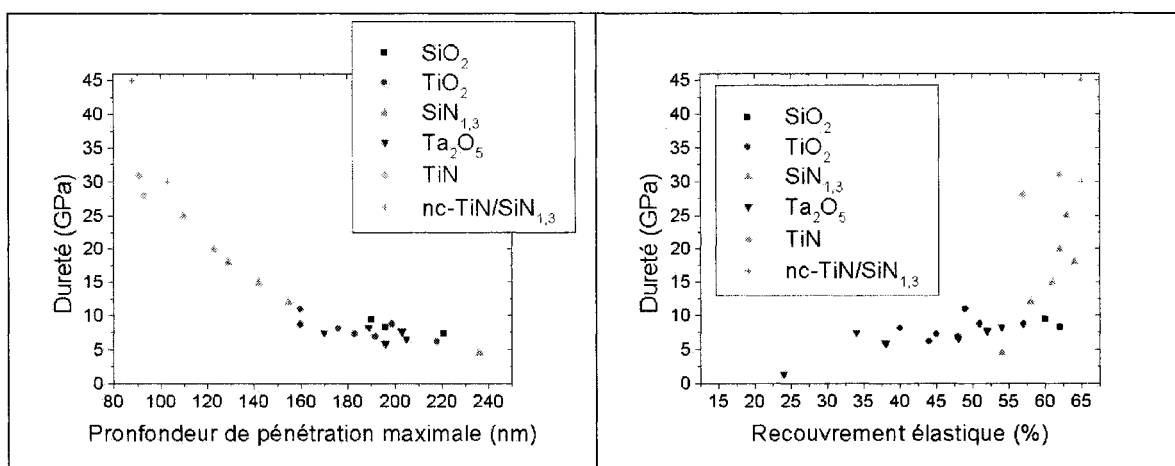 SiO2
TiO2
SiN1,3
Ta2O5
TiN
nc-TiN/SiN1,3
Dureté (GPa)
45
40
35
30
25
20
15
10
5
0
80 100 120 140 160 180 200 220 240
Pronfondeur de pénétration maximale (nm)
SiO2
TiO2
SiN1,3
Ta2O5
TiN
nc-TiN/SiN1,3
Dureté (GPa)
45
40
35
30
25
20
15
10
5
0
15 20 25 30 35 40 45 50 55 60 65
Recouvrement élastique (%)